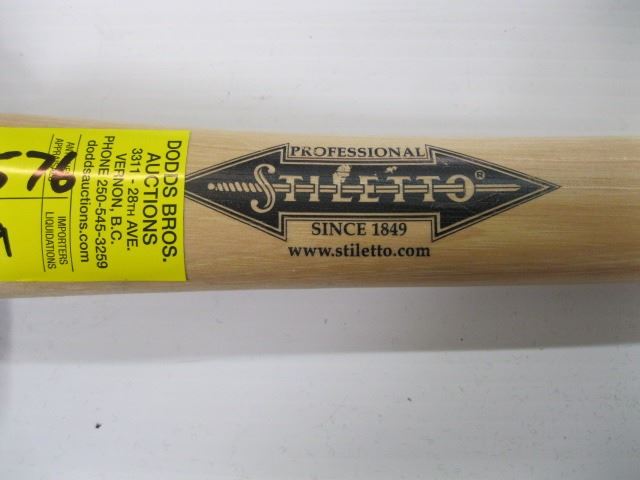 PROFESSIONAL
STILETTO®
SINCE 1849
www.stiletto.com
DODDS BROS.
AUCTIONS
3311 - 28TH AVE.
VERNON, B.C.
PHONE 250-545-3259
doddsauctions.com
IMPORTERS
LIQUIDATIONS